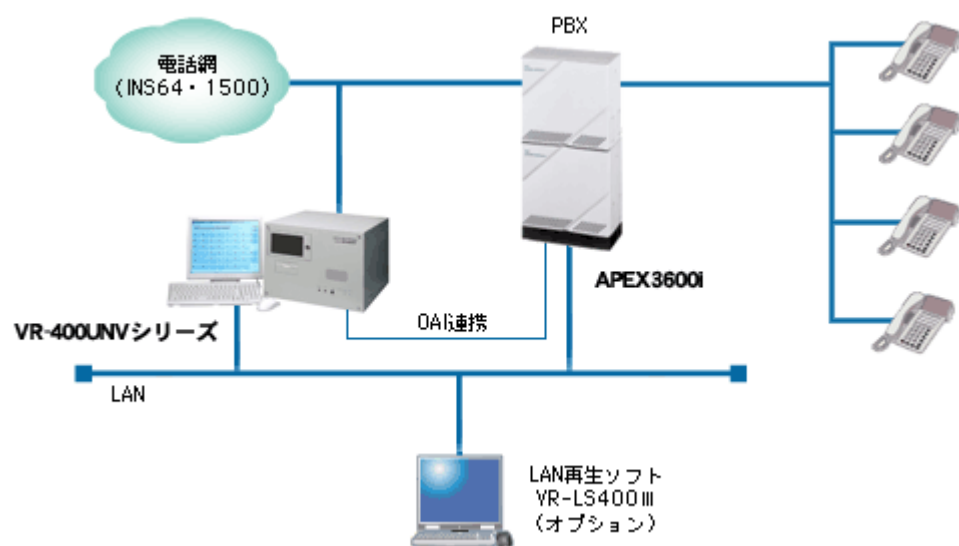 PBX
電話網
（INS64・1500）
APEX3600i
OAI連携
VR-400UNVシリーズ
LAN
LAN再生ソフト
VR-LS400Ⅲ
（オプション）